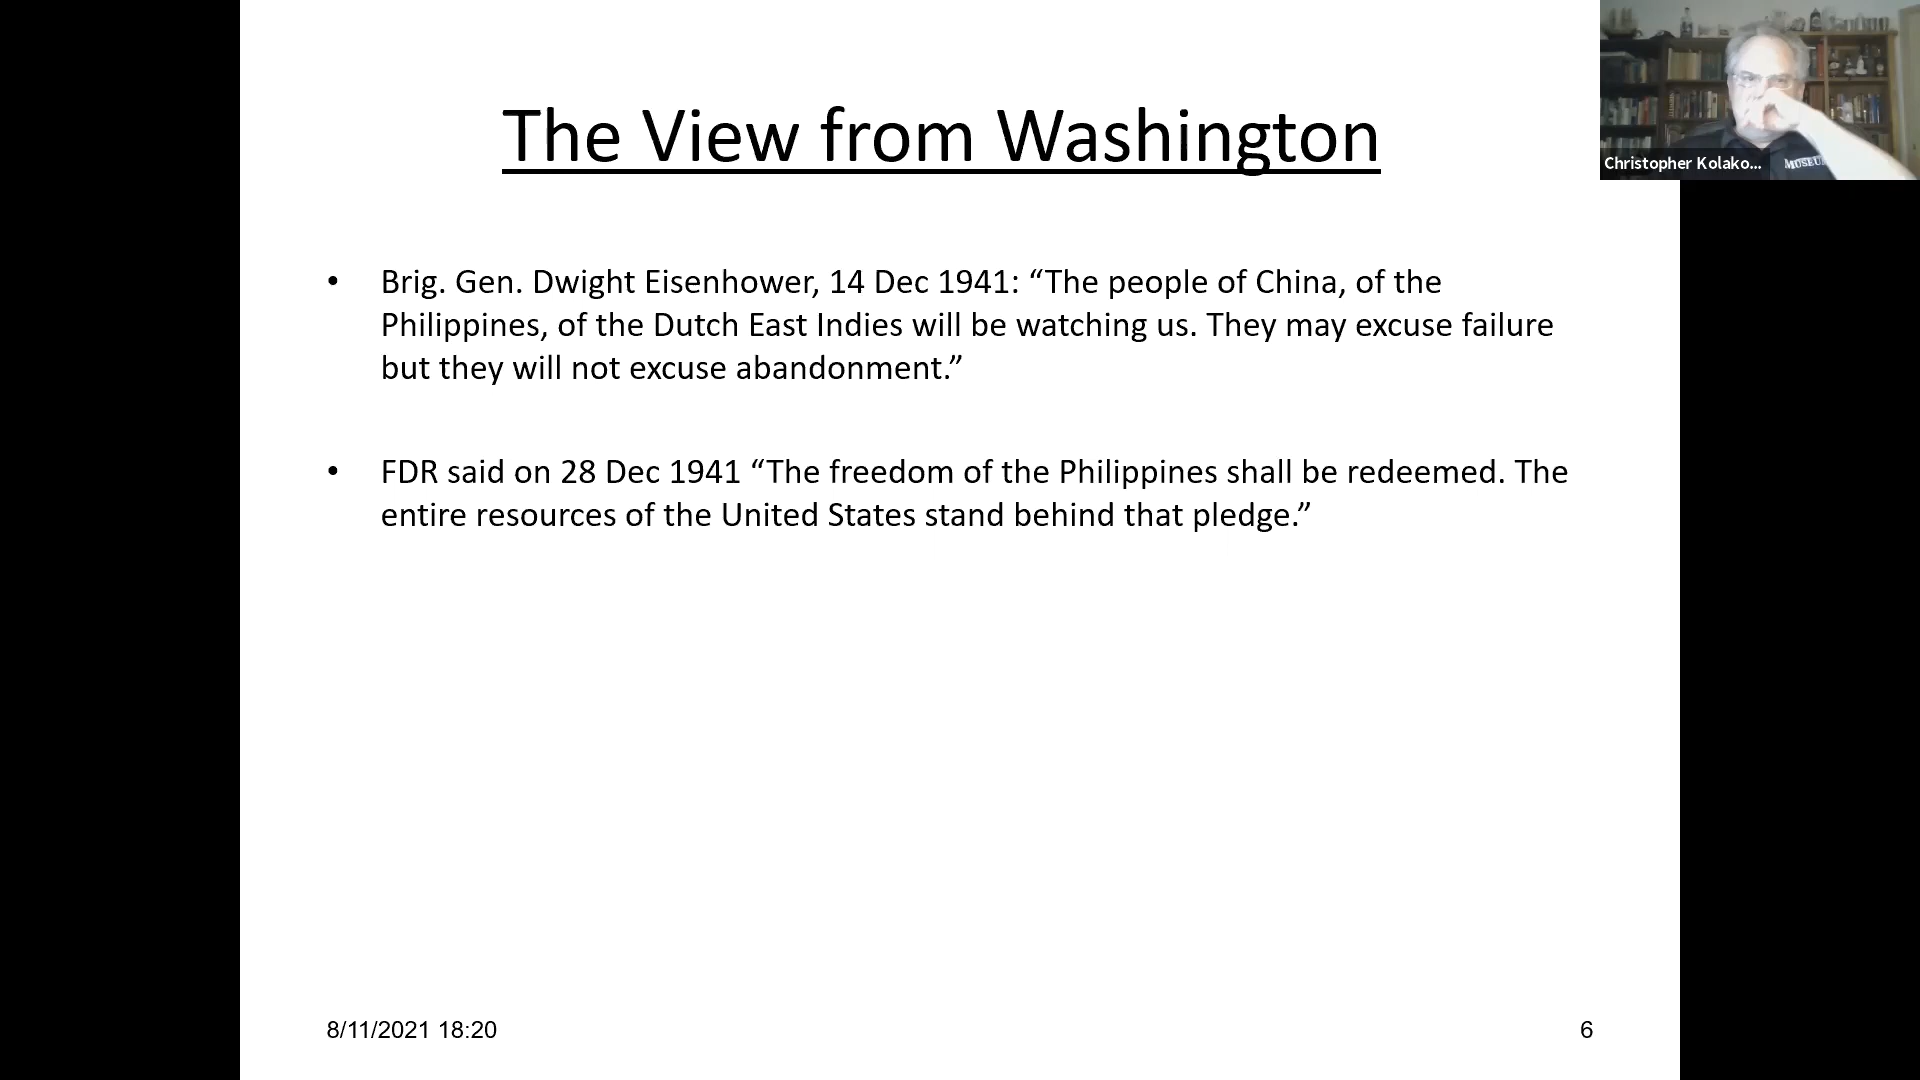 The View from Washington
Christopher Kolako...
MUSEU
• Brig. Gen. Dwight Eisenhower, 14 Dec 1941: “The people of China, of the
Philippines, of the Dutch East Indies will be watching us. They may excuse failure
but they will not excuse abandonment.”
• FDR said on 28 Dec 1941 “The freedom of the Philippines shall be redeemed. The
entire resources of the United States stand behind that pledge.”
8/11/2021 18:20
6